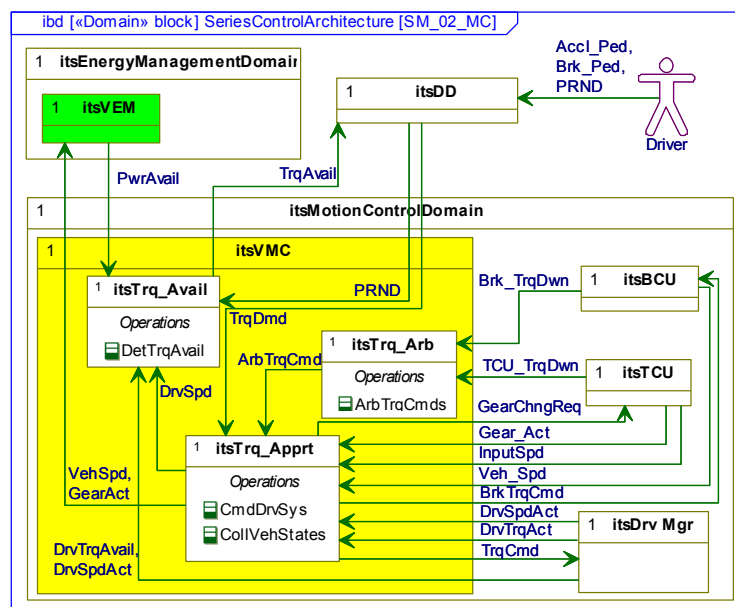 ibd [«Domain» block] SeriesControlArchitecture [SM_02_MC]
1 itsEnergyManagementDomain
1 itsVEM
1 itsDD
Accl_Ped,
Brk_Ped,
PRND
Driver
PwrAvail
TrqAvail
1 itsMotionControlDomain
1 itsVMC
1 itsTrq_Avail
Operations
DetTrqAvail
PRND
TrqDmd
Brk_TrqDwn
1 itsBCU
1 itsTrq_Arb
Operations
ArbTrqCmds
ArbTrqCmd
TCU_TrqDwn
1 itsTCU
DrvSpd
GearChngReq
1 itsTrq_Apprt
Operations
CmdDrvSys
CollVehStates
Gear_Act
InputSpd
Veh_Spd
BrkTrqCmd
DrvSpdAct
DrvTrqAct
TrqCmd
1 itsDrv Mgr
VehSpd,
GearAct
DrvTrqAvail,
DrvSpdAct